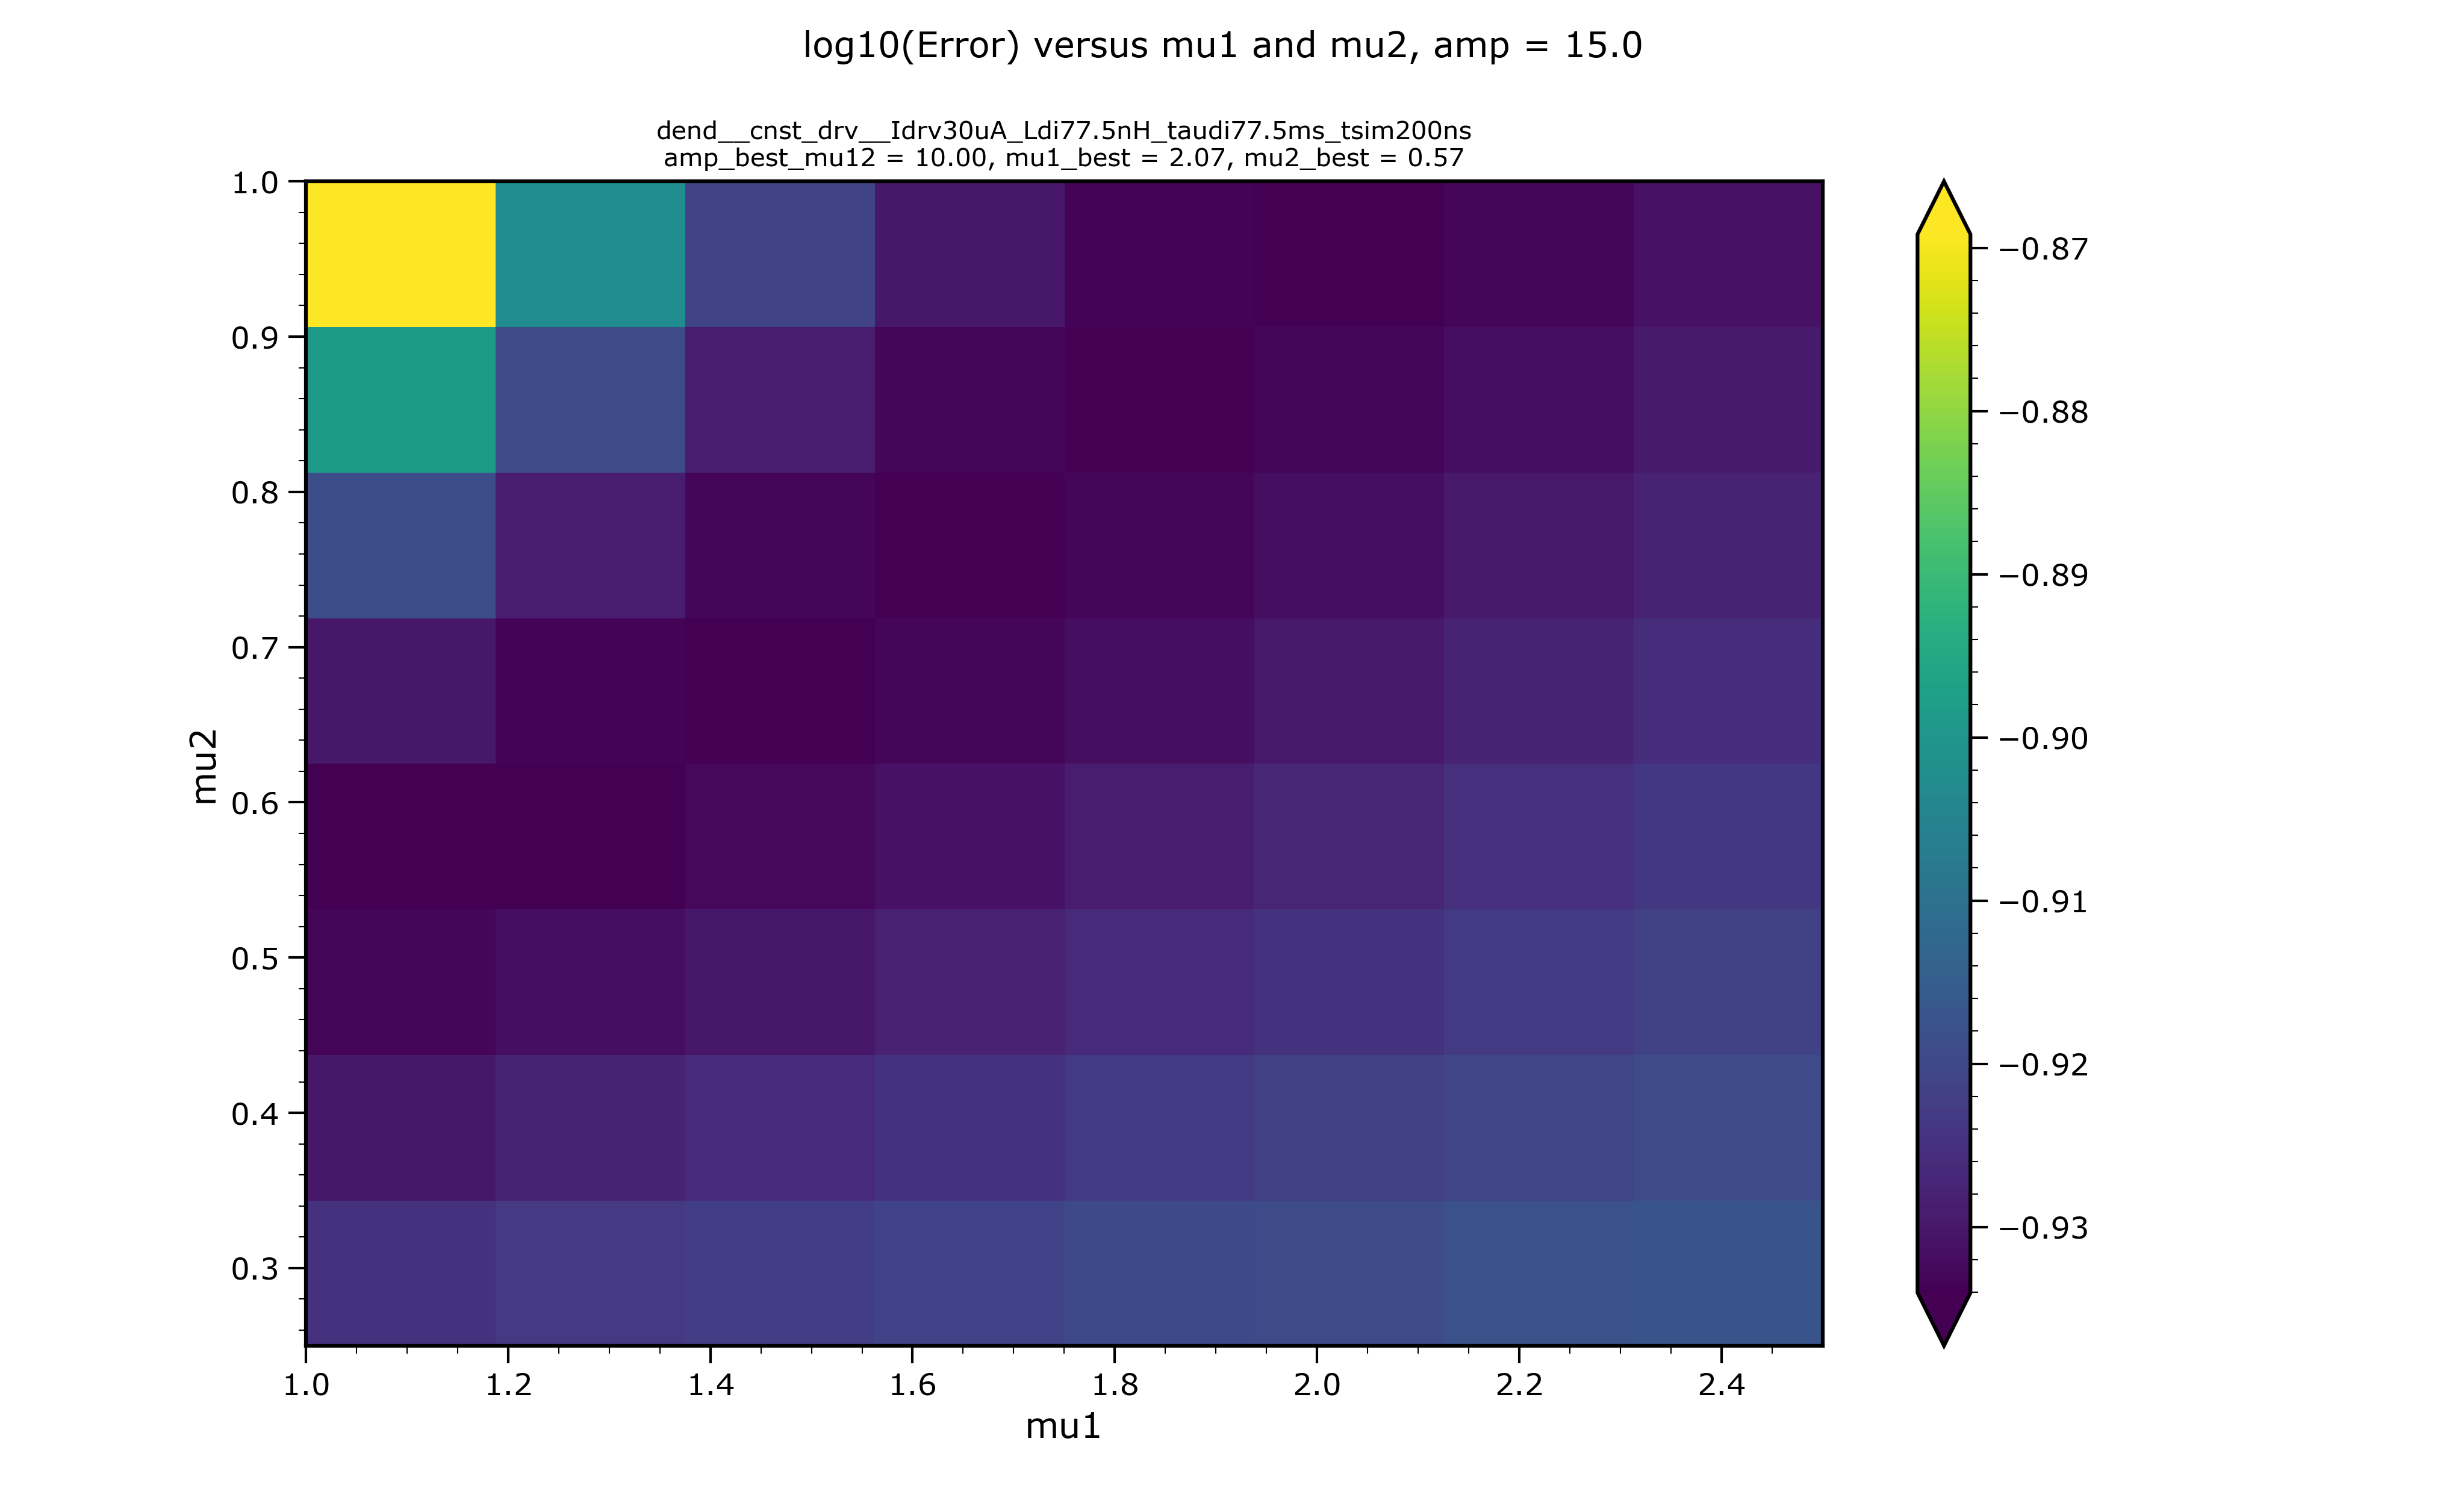 log10(Error) versus mu1 and mu2, amp = 15.0
dend__cnst_drv__Idrv30uA_Ldi77.5nH_taudi77.5ms_tsim200ns
amp_best_mu12 = 10.00, mu1_best = 2.07, mu2_best = 0.57
1.0
0.9
0.8
0.7
0.6
0.5
0.4
0.3
mu2
1.0 1.2 1.4 1.6 1.8 2.0 2.2 2.4
mu1
−0.87
−0.88
−0.89
−0.90
−0.91
−0.92
−0.93